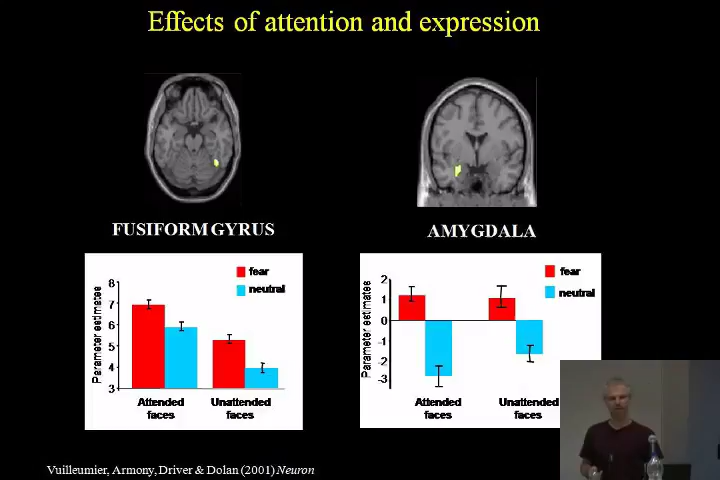 Effects of attention and expression
FUSIFORM GYRUS
AMYGDALA
Parameter estimates
8
7
6
5
4
3
fear
neutral
Attended
faces
Unattended
faces
Parameter estimates
2
1
0
-1
-2
-3
fear
neutral
Attended
faces
Unattended
faces
Vuilleumier, Armony, Driver & Dolan (2001) Neuron